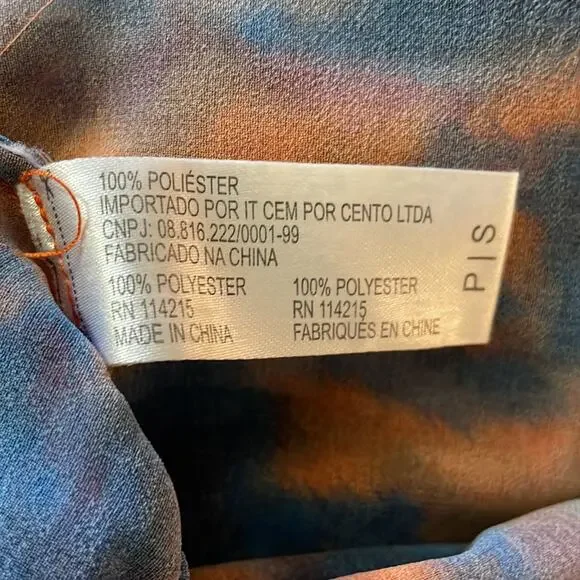 100% POLIÉSTER
IMPORTADO POR IT CEM POR CENTO LTDA
CNPJ: 08.816.222/0001-99
FABRICADO NA CHINA
100% POLYESTER
RN 114215
MADE IN CHINA
100% POLYESTER
RN 114215
FABRIQUÉS EN CHINE
P|S